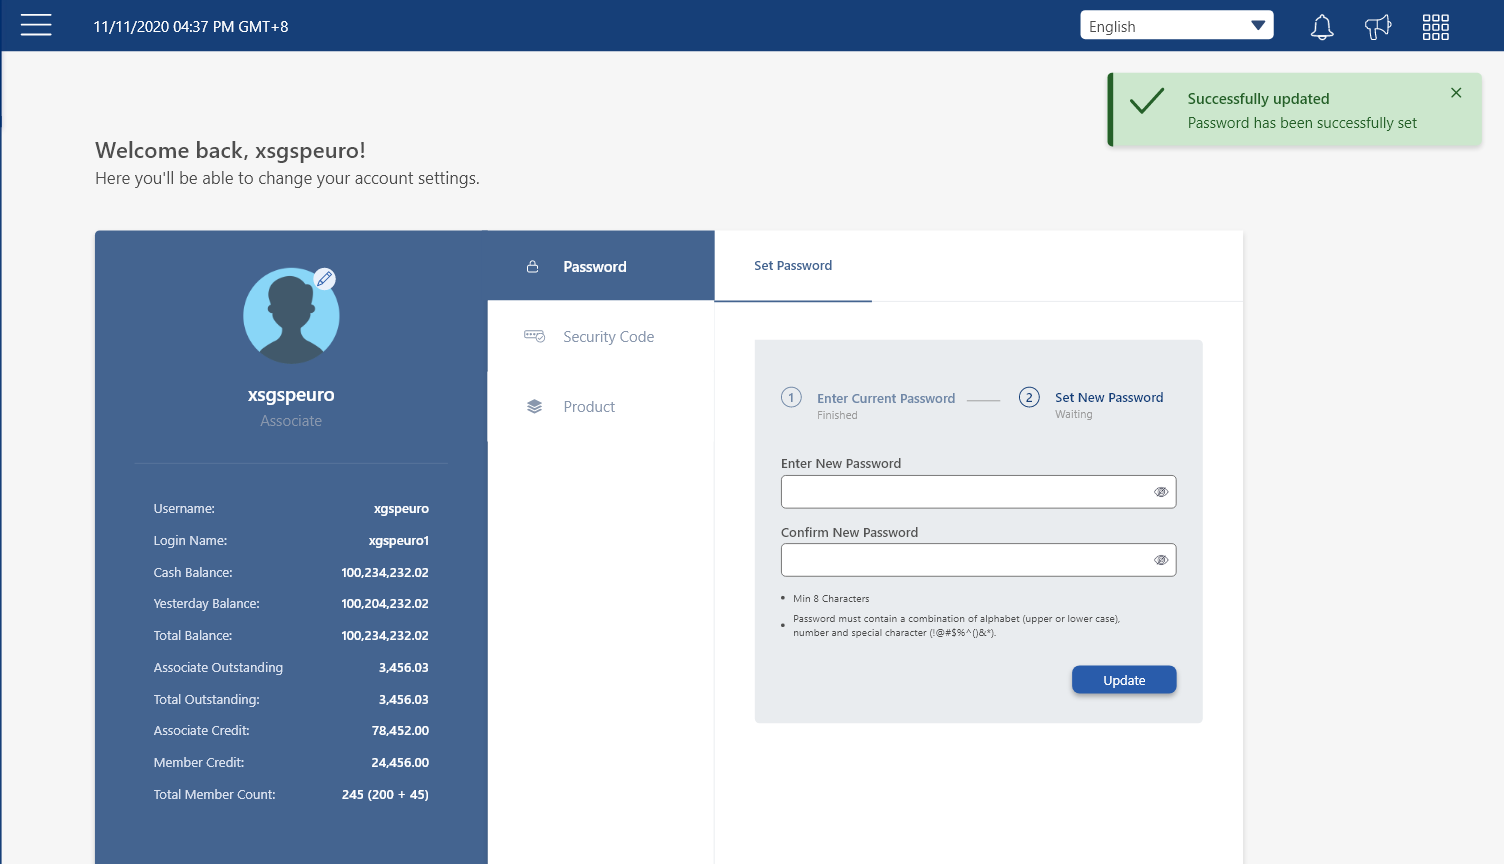 11/11/2020 04:37 PM GMT+8
English
Successfully updated
Password has been successfully set
Welcome back, xsgspeuro!
Here you'll be able to change your account settings.
xsgspeuro
Associate
Username: xgspeuro
Login Name: xgspeuro1
Cash Balance: 100,234,232.02
Yesterday Balance: 100,204,232.02
Total Balance: 100,234,232.02
Associate Outstanding 3,456.03
Total Outstanding: 3,456.03
Associate Credit: 78,452.00
Member Credit: 24,456.00
Total Member Count: 245 (200 + 45)
Password
Security Code
Product
Set Password
1 Enter Current Password
Finished
2 Set New Password
Waiting
Enter New Password
Confirm New Password
• Min 8 Characters
• Password must contain a combination of alphabet (upper or lower case),
number and special character (!@#$%^()&*).
Update